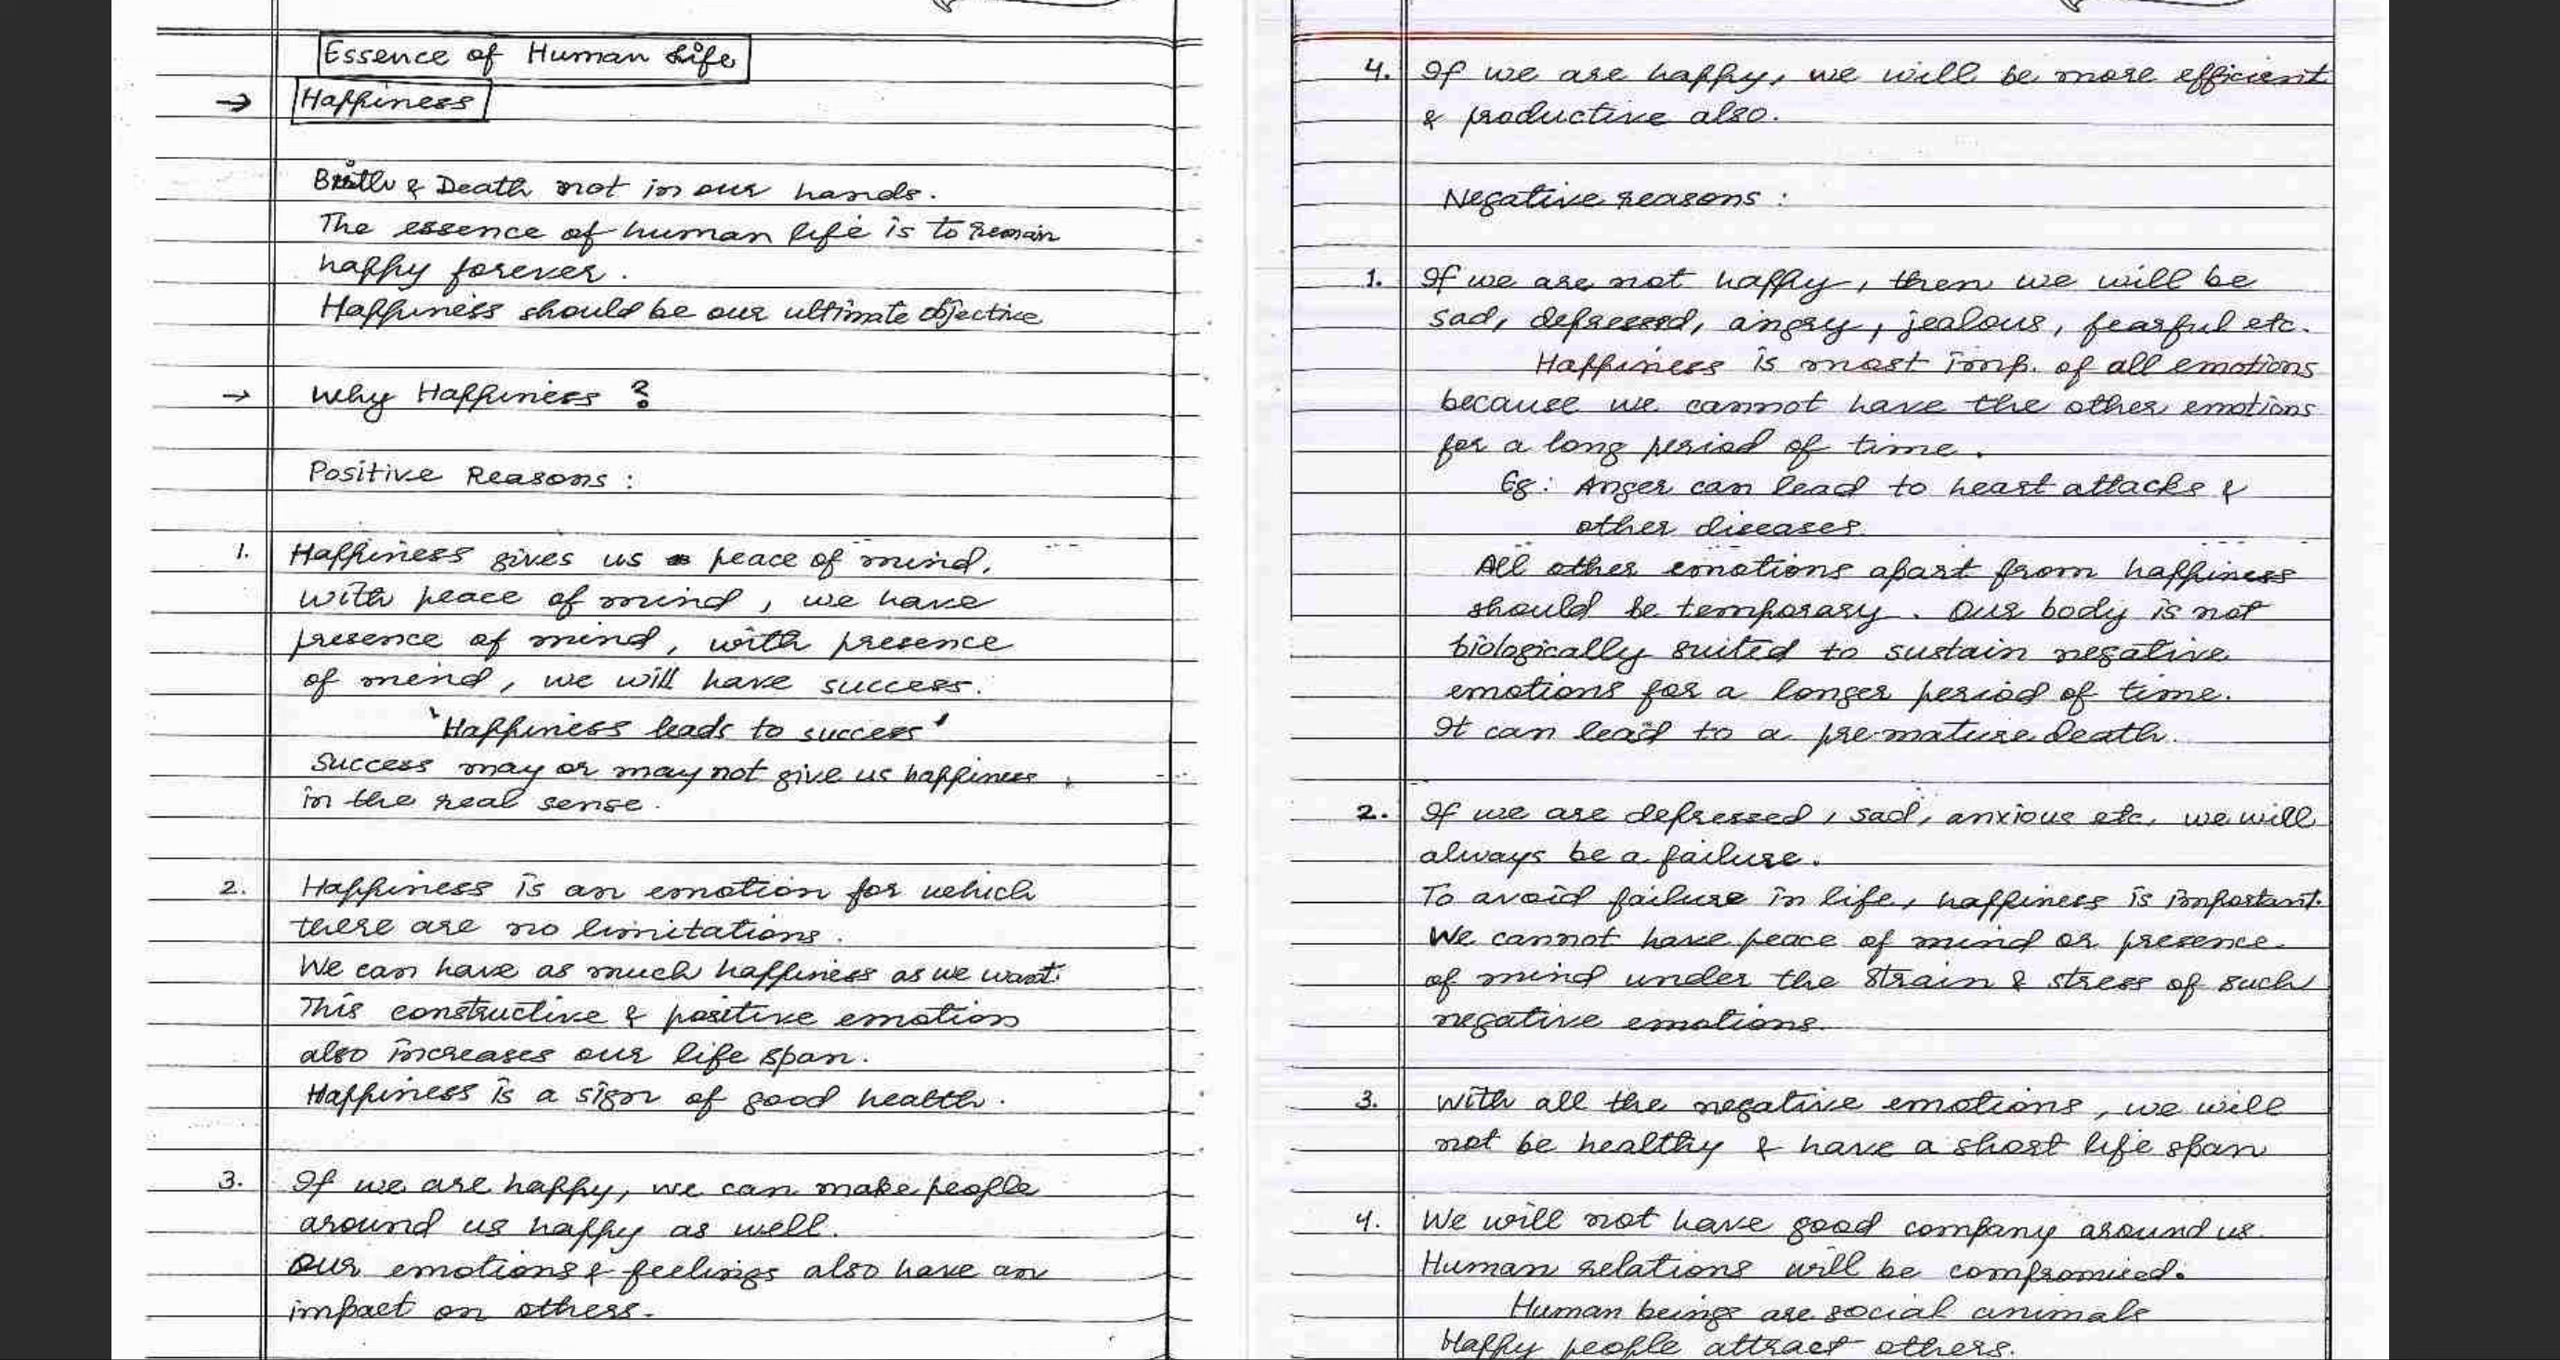 Essence of Human Life
→ Happiness
Birth & Death not in our hands.
The essence of human life is to remain
happy forever.
Happiness should be our ultimate objective
→ Why Happiness ?
Positive Reasons :
1. Happiness gives us peace of mind.
With peace of mind, we have
presence of mind, with presence
of mind, we will have success.
'Happiness leads to success'
Success may or may not give us happiness
in the real sense.
2. Happiness is an emotion for which
there are no limitations.
We can have as much happiness as we want.
This constructive & positive emotion
also increases our life span.
Happiness is a sign of good health.
3. If we are happy, we can make people
around us happy as well.
Our emotions & feelings also have an
impact on others.
4. If we are happy, we will be more efficient
& productive also.
Negative reasons :
1. If we are not happy, then we will be
sad, depressed, angry, jealous, fearful etc.
Happiness is most imp. of all emotions
because we cannot have the other emotions
for a long period of time.
Eg: Anger can lead to heart attacks &
other diseases.
All other emotions apart from happiness
should be temporary. Our body is not
biologically suited to sustain negative
emotions for a longer period of time.
It can lead to a pre-mature death.
2. If we are depressed, sad, anxious etc. we will
always be a failure.
To avoid failure in life, happiness is important.
We cannot have peace of mind or presence
of mind under the strain & stress of such
negative emotions.
3. With all the negative emotions, we will
not be healthy & have a short life span
4. We will not have good company around us.
Human relations will be compromised.
Human beings are social animals
Happy people attract others.